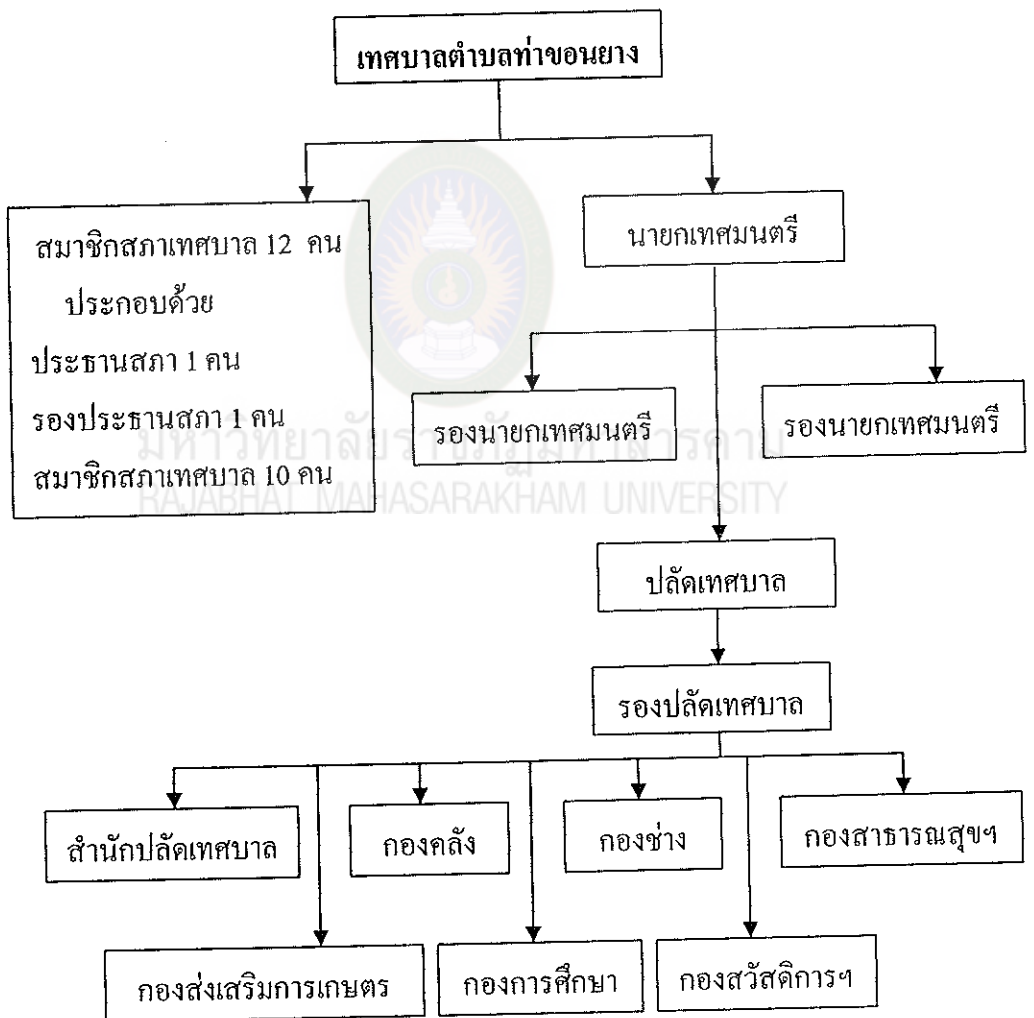 เทศบาลตำบลท่าขอนยาง
สมาชิกสภาเทศบาล 12 คน
ประกอบด้วย
ประธานสภา 1 คน
รองประธานสภา 1 คน
สมาชิกสภาเทศบาล 10 คน
นายกเทศมนตรี
รองนายกเทศมนตรี
รองนายกเทศมนตรี
มหาวิทยาลัยราชภัฏมหาสารคาม
RAJABHAT MAHASARAKHAM UNIVERSITY
ปลัดเทศบาล
รองปลัดเทศบาล
สำนักปลัดเทศบาล
กองคลัง
กองช่าง
กองสาธารณสุขฯ
กองส่งเสริมการเกษตร
กองการศึกษา
กองสวัสดิการฯ